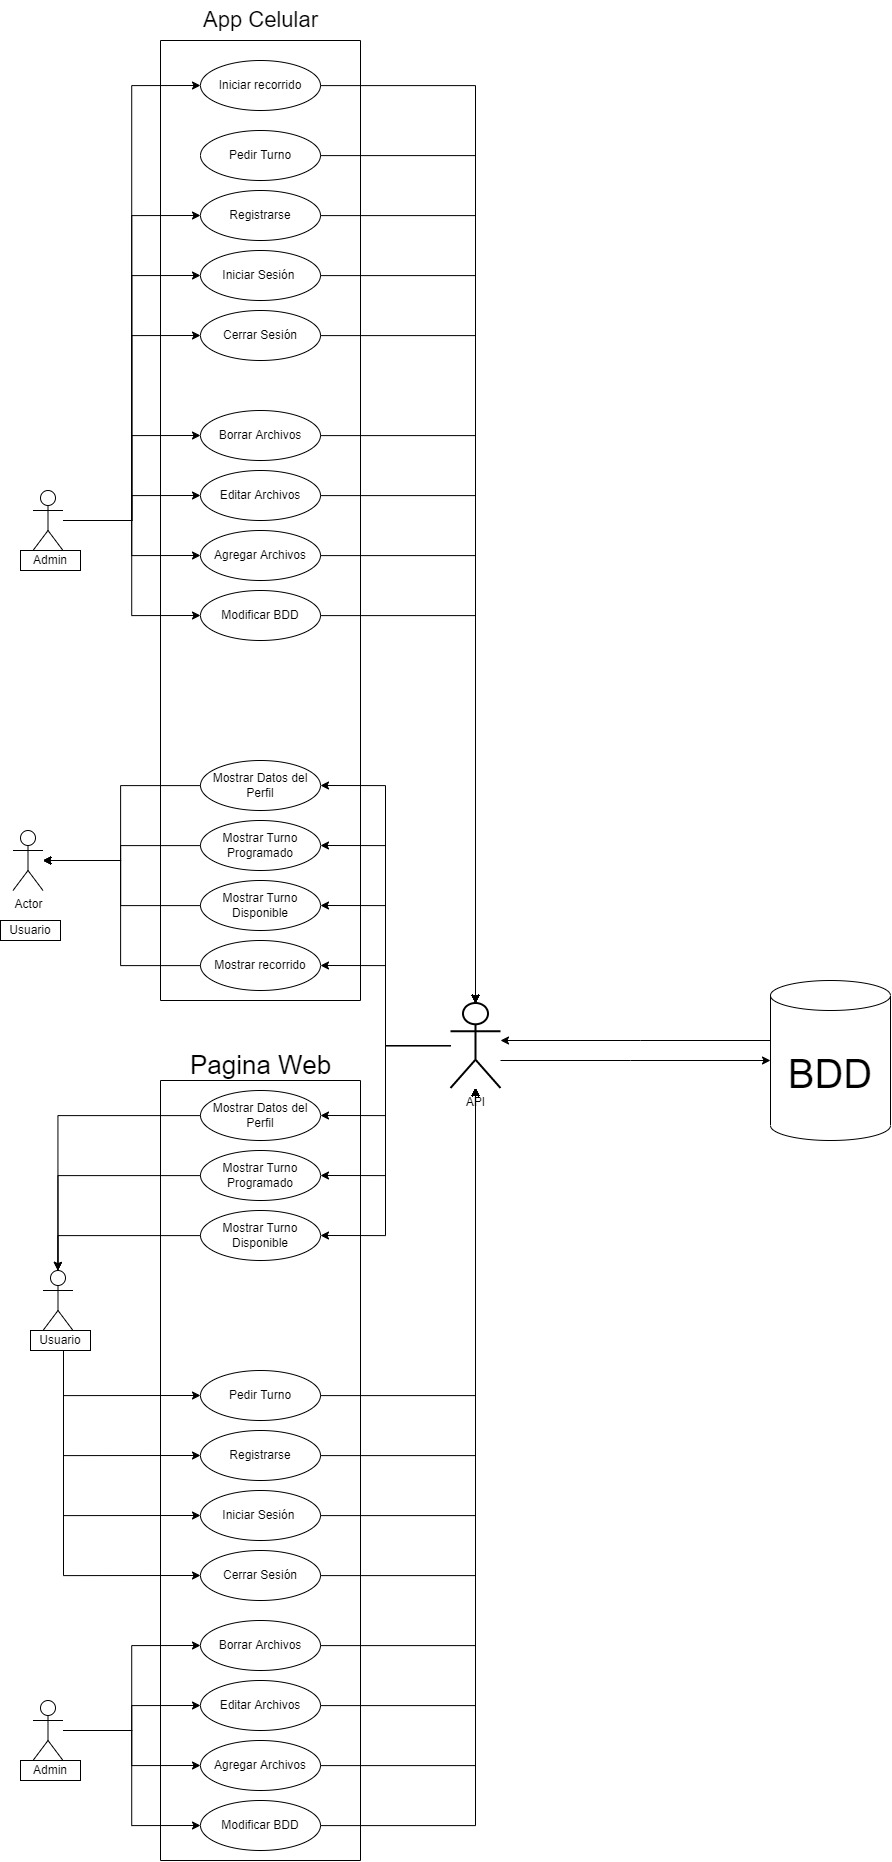 App Celular
Iniciar recorrido
Pedir Turno
Registrarse
Iniciar Sesión
Cerrar Sesión
Borrar Archivos
Editar Archivos
Agregar Archivos
Modificar BDD
Admin
Mostrar Datos del
Perfil
Mostrar Turno
Programado
Mostrar Turno
Disponible
Mostrar recorrido
Actor
Usuario
API
BDD
Pagina Web
Mostrar Datos del
Perfil
Mostrar Turno
Programado
Mostrar Turno
Disponible
Usuario
Pedir Turno
Registrarse
Iniciar Sesión
Cerrar Sesión
Borrar Archivos
Editar Archivos
Agregar Archivos
Modificar BDD
Admin